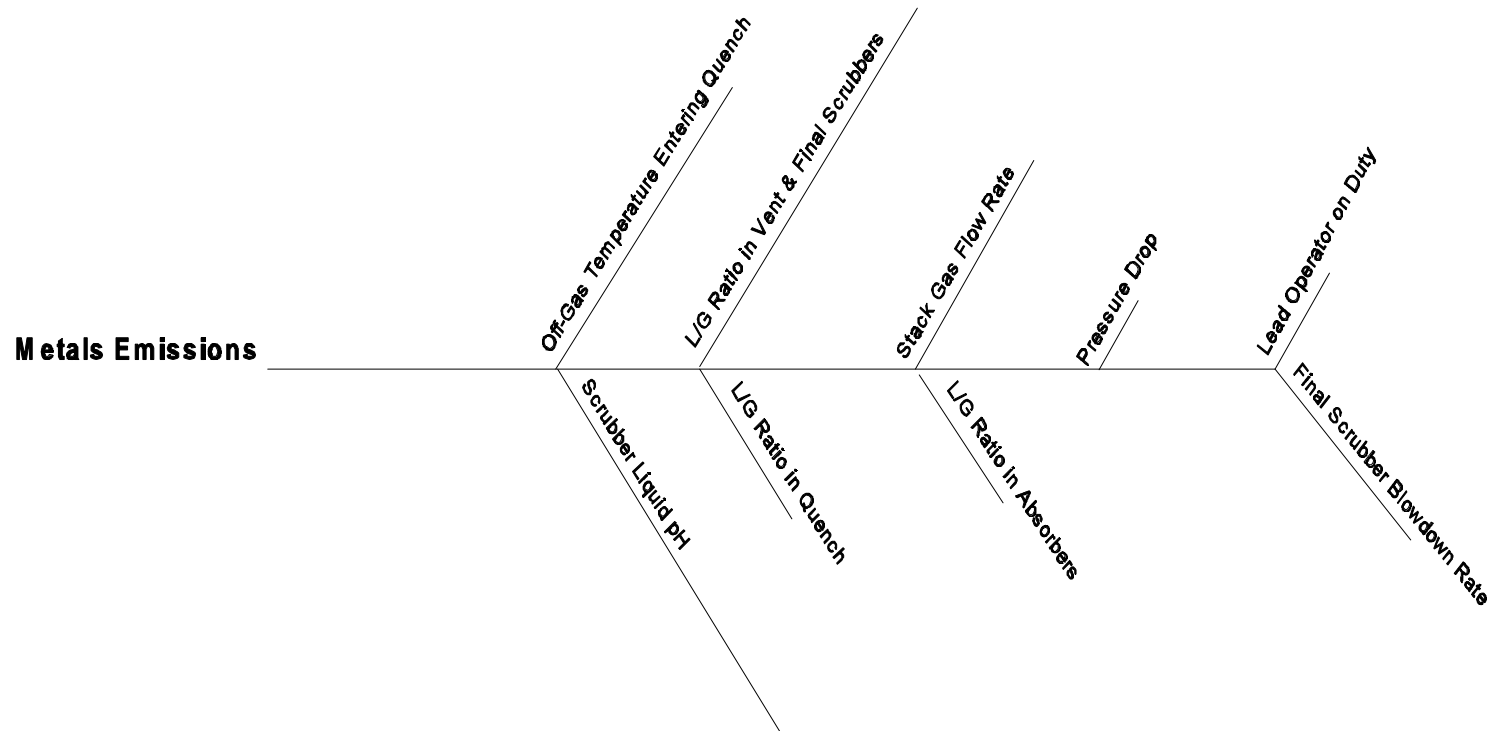 Metals Emissions
Off-Gas Temperature Entering Quench
L/G Ratio in Vent & Final Scrubbers
Stack Gas Flow Rate
Pressure Drop
Lead Operator on Duty
Scrubber Liquid pH
L/G Ratio in Quench
L/G Ratio in Absorbers
Final Scrubber Blowdown Rate